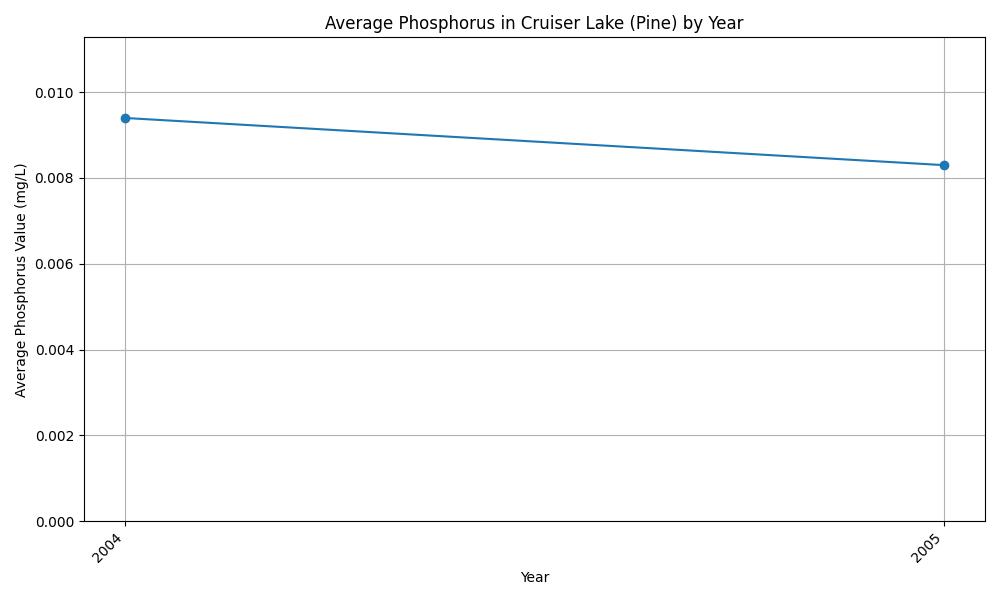 Average Phosphorus in Cruiser Lake (Pine) by Year
Average Phosphorus Value (mg/L)
0.010
0.008
0.006
0.004
0.002
0.000
2004
2005
Year